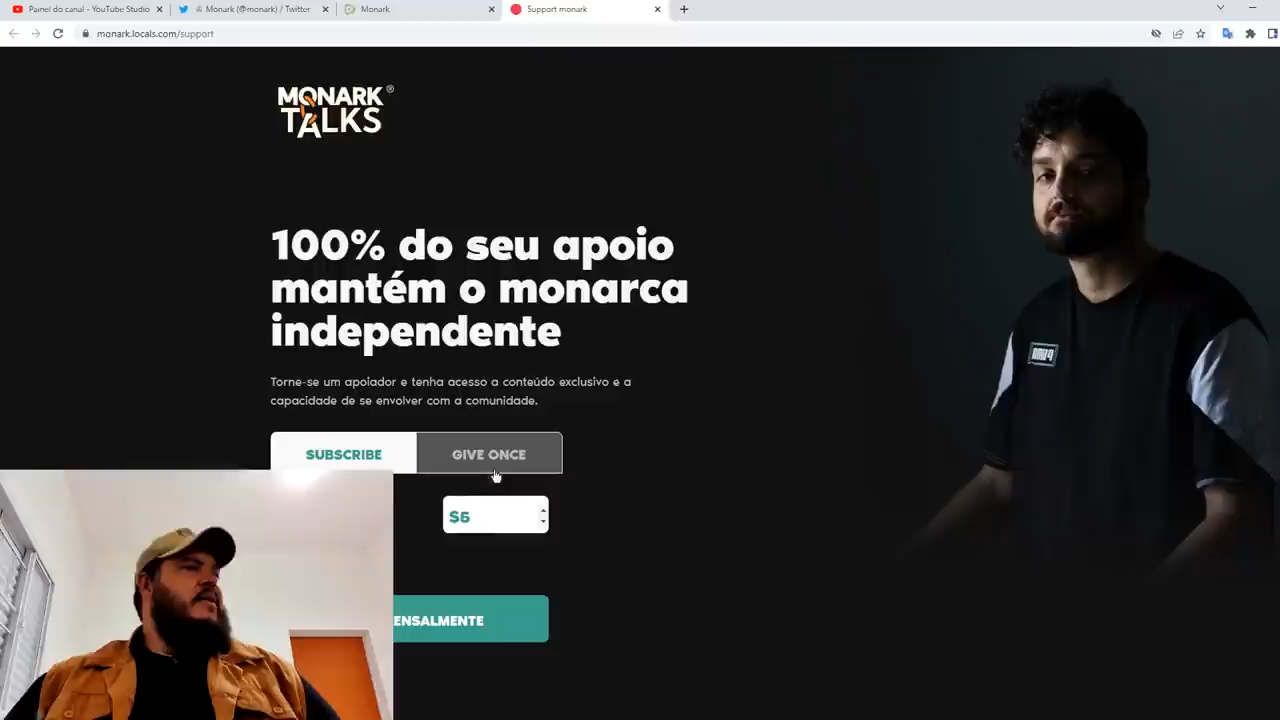 Painel do canal - YouTube Studio
Monark (@monark) / Twitter
Monark
Support monark
monark.locals.com/support
MONARK®
TALKS
100% do seu apoio
mantém o monarca
independente
Torne-se um apoiador e tenha acesso a conteúdo exclusivo e a
capacidade de se envolver com a comunidade.
SUBSCRIBE
GIVE ONCE
$5
ENSALMENTE